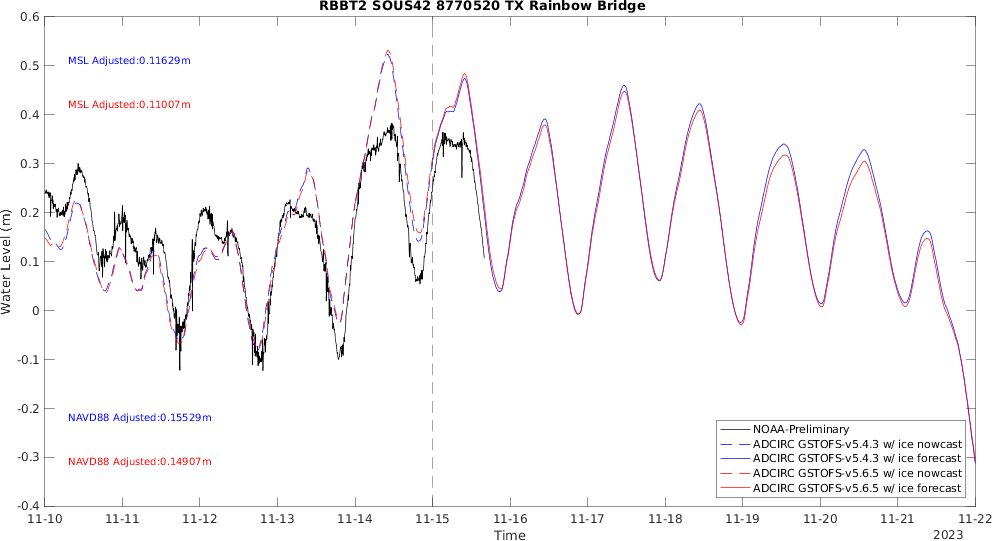 RBBT2 SOUS42 8770520 TX Rainbow Bridge
0.6
0.5
0.4
0.3
0.2
0.1
0
-0.1
-0.2
-0.3
-0.4
Water Level (m)
MSL Adjusted:0.11629m
MSL Adjusted:0.11007m
NAVD88 Adjusted:0.15529m
NAVD88 Adjusted:0.14907m
NOAA-Preliminary
ADCIRC GSTOFS-v5.4.3 w/ ice nowcast
ADCIRC GSTOFS-v5.4.3 w/ ice forecast
ADCIRC GSTOFS-v5.6.5 w/ ice nowcast
ADCIRC GSTOFS-v5.6.5 w/ ice forecast
11-10 11-11 11-12 11-13 11-14 11-15 11-16 11-17 11-18 11-19 11-20 11-21 11-22
Time
2023